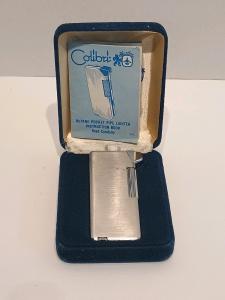 Colibri
BUTANE POCKET PIPE LIGHTER
INSTRUCTION BOOK
Read Carefully